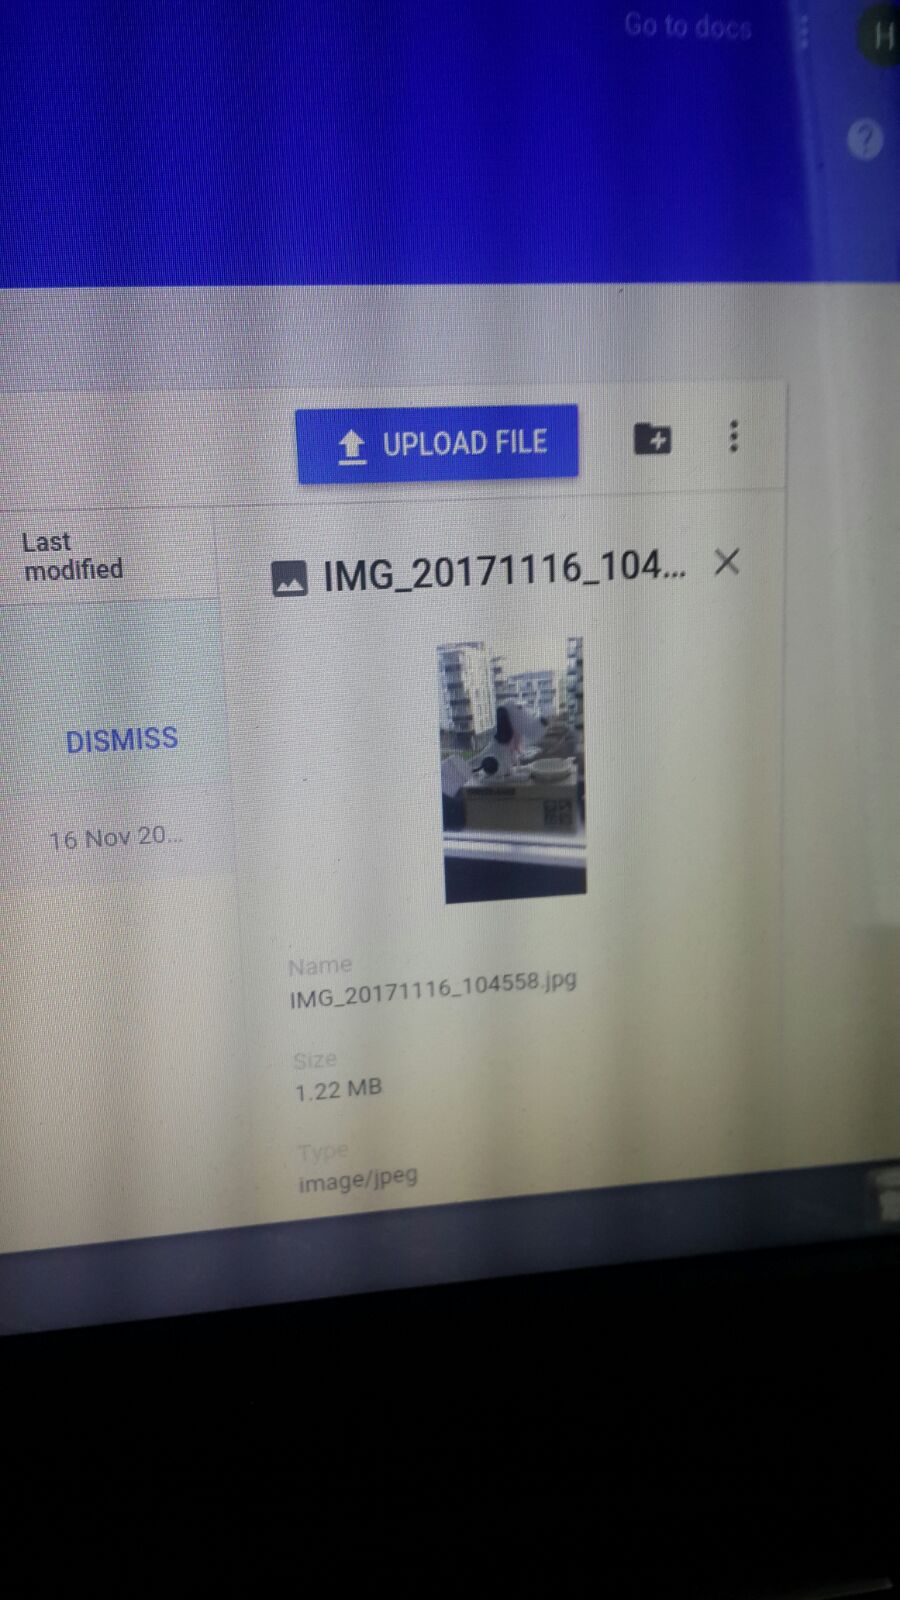 Go to docs
H
?
UPLOAD FILE
Last
modified
IMG_20171116_104...
DISMISS
16 Nov 20...
Name
IMG_20171116_104558.jpg
Size
1.22 MB
Type
image/jpeg